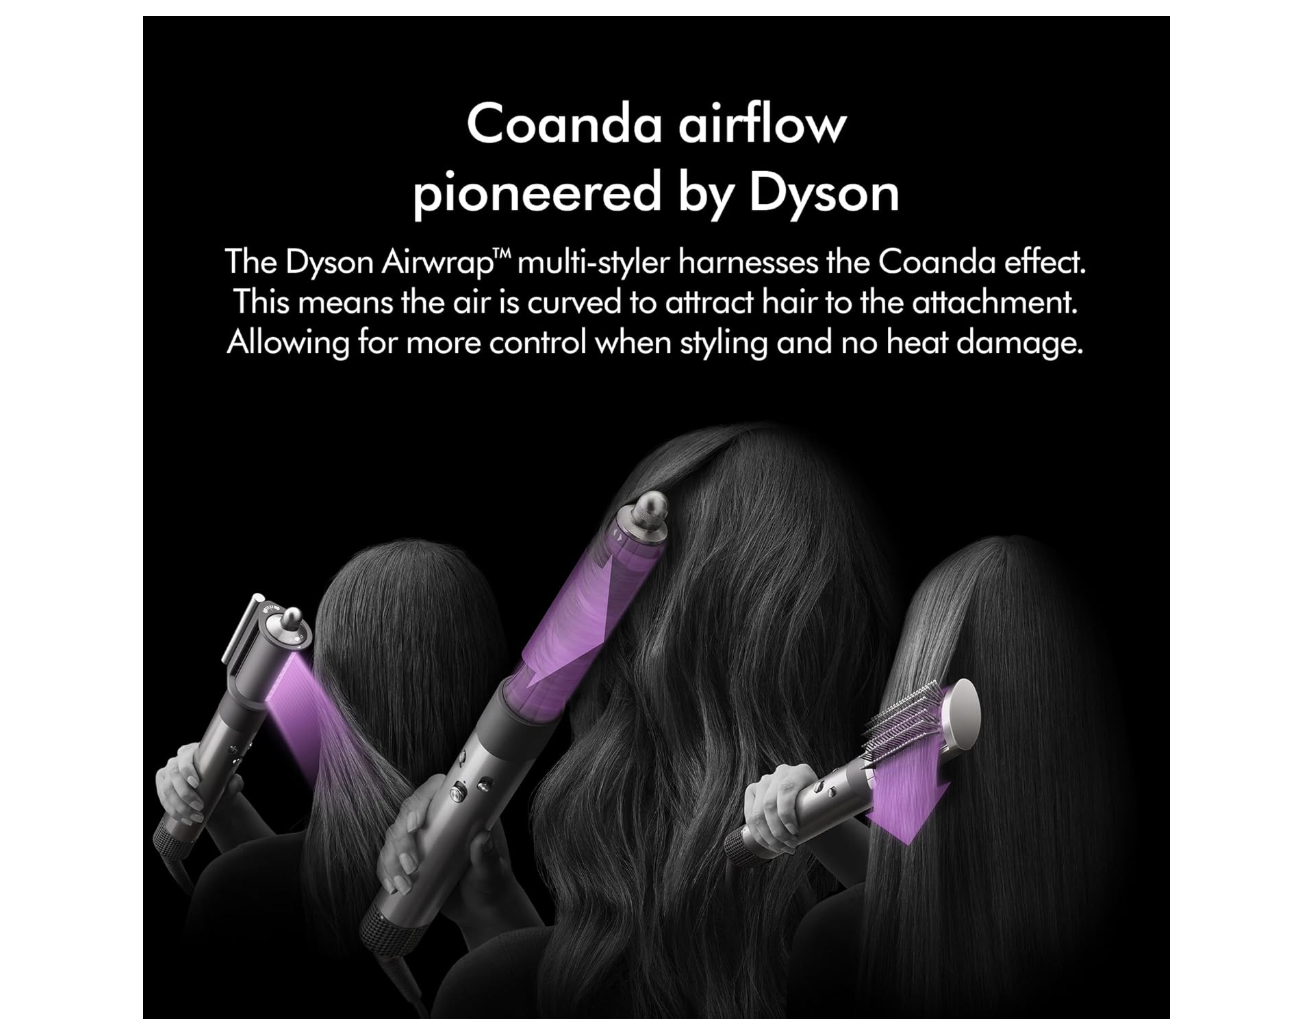 Coanda airflow
pioneered by Dyson
The Dyson Airwrap™ multi-styler harnesses the Coanda effect.
This means the air is curved to attract hair to the attachment.
Allowing for more control when styling and no heat damage.